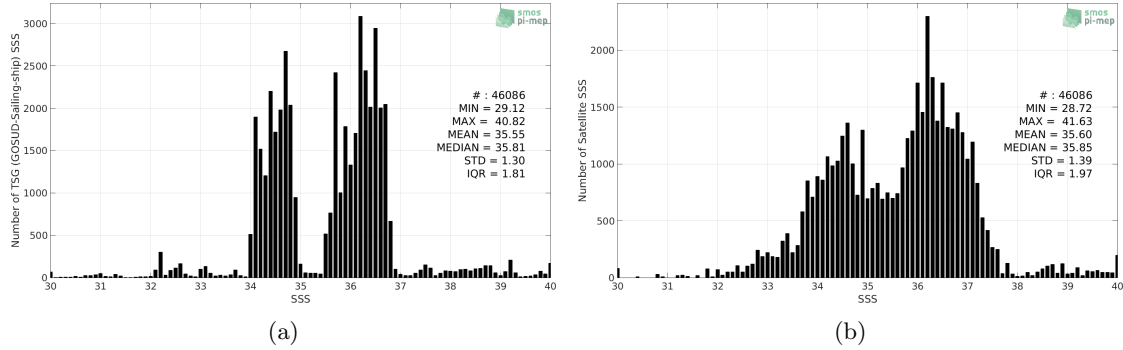 3000
2500
2000
1500
1000
500
0
Number of TSG (GOSUD-Sailing-ship) SSS
smos
pi-mep
# : 46086
MIN = 29.12
MAX = 40.82
MEAN = 35.55
MEDIAN = 35.81
STD = 1.30
IQR = 1.81
30 31 32 33 34 35 36 37 38 39 40
SSS
(a)
2000
1500
1000
500
0
Number of Satellite SSS
smos
pi-mep
# : 46086
MIN = 28.72
MAX = 41.63
MEAN = 35.60
MEDIAN = 35.85
STD = 1.39
IQR = 1.97
30 31 32 33 34 35 36 37 38 39 40
SSS
(b)